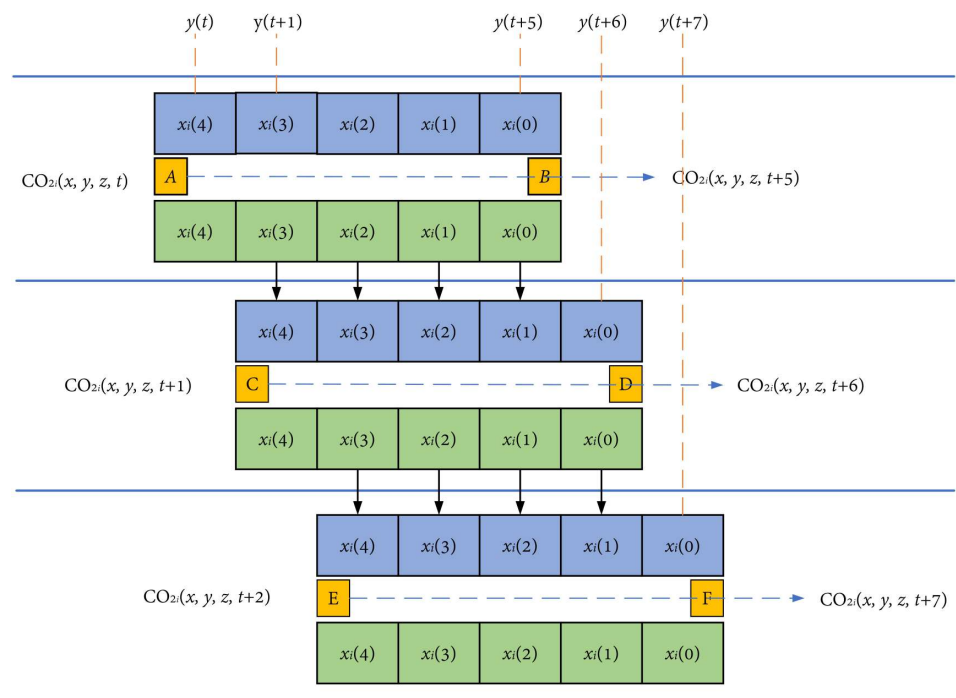 y(t) y(t+1) y(t+5) y(t+6) y(t+7)
xi(4) xi(3) xi(2) xi(1) xi(0)
CO2i(x, y, z, t) A B CO2i(x, y, z, t+5)
xi(4) xi(3) xi(2) xi(1) xi(0)
xi(4) xi(3) xi(2) xi(1) xi(0)
CO2i(x, y, z, t+1) C D CO2i(x, y, z, t+6)
xi(4) xi(3) xi(2) xi(1) xi(0)
xi(4) xi(3) xi(2) xi(1) xi(0)
CO2i(x, y, z, t+2) E F CO2i(x, y, z, t+7)
xi(4) xi(3) xi(2) xi(1) xi(0)